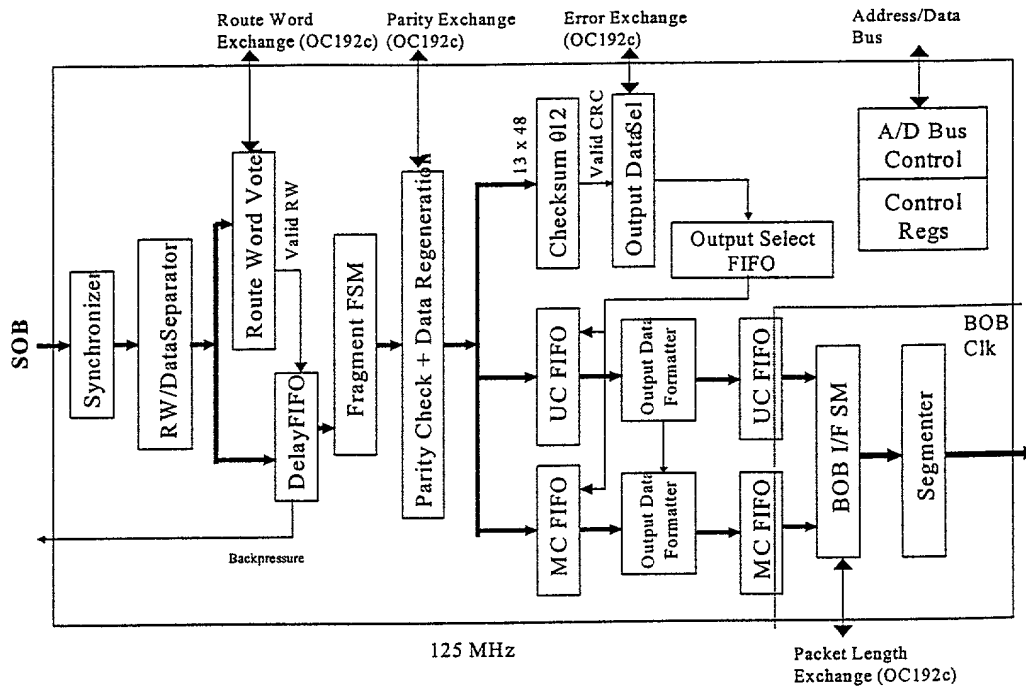 Route Word
Exchange (OC192c)
Parity Exchange
(OC192c)
Error Exchange
(OC192c)
Address/Data
Bus
SOB
Synchronizer
RW/DataSeparator
Route Word Voter
Valid RW
DelayFIFO
Backpressure
Fragment FSM
Parity Check + Data Regeneration
13 x 48
Checksum θ12
Valid CRC
Output DataSel
Output Select
FIFO
A/D Bus
Control
Control
Regs
UC FIFO
Output Data
Formatter
UC FIFO
MC FIFO
Output Data
Formatter
MC FIFO
BOB I/F SM
Segmenter
BOB
Clk
125 MHz
Packet Length
Exchange (OC192c)